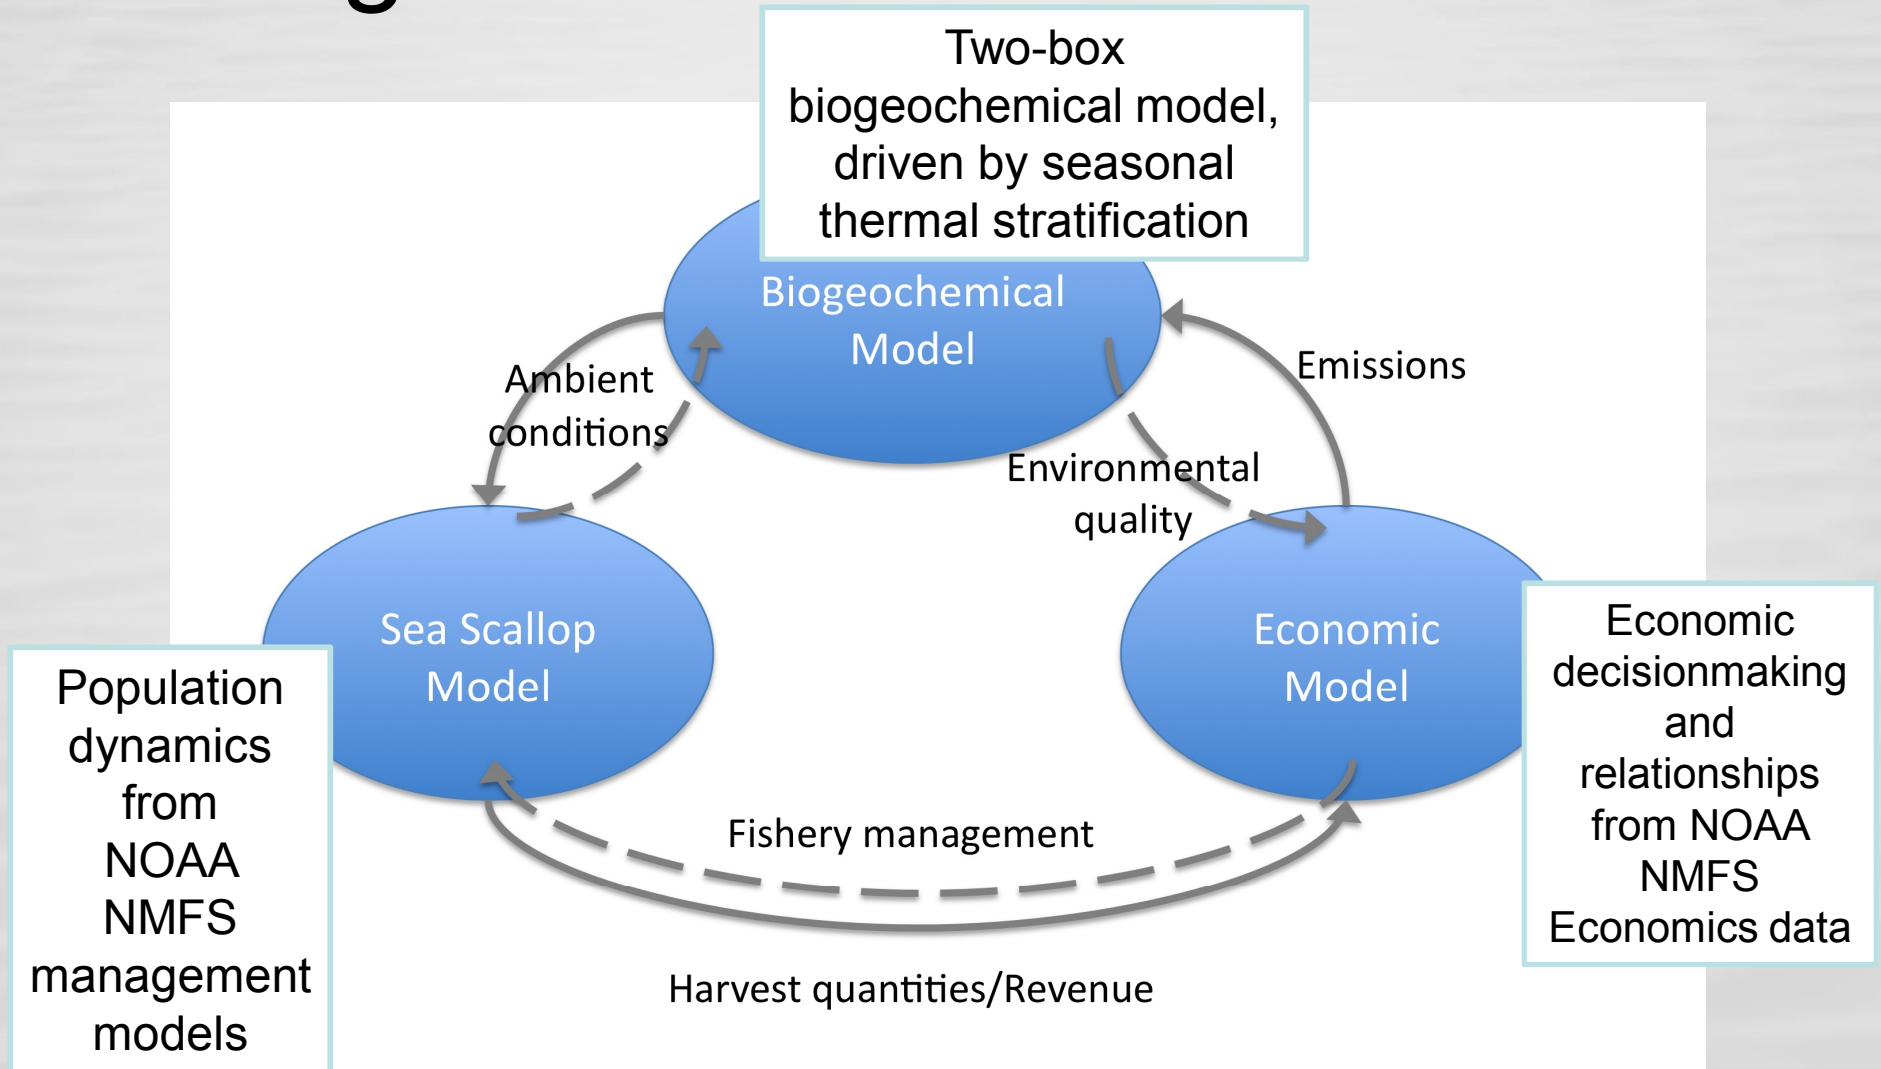 Two-box
biogeochemical model,
driven by seasonal
thermal stratification
Biogeochemical
Model
Ambient
conditions
Emissions
Environmental
quality
Sea Scallop
Model
Economic
Model
Population
dynamics
from
NOAA
NMFS
management
models
Economic
decisionmaking
and
relationships
from NOAA
NMFS
Economics data
Fishery management
Harvest quantities/Revenue